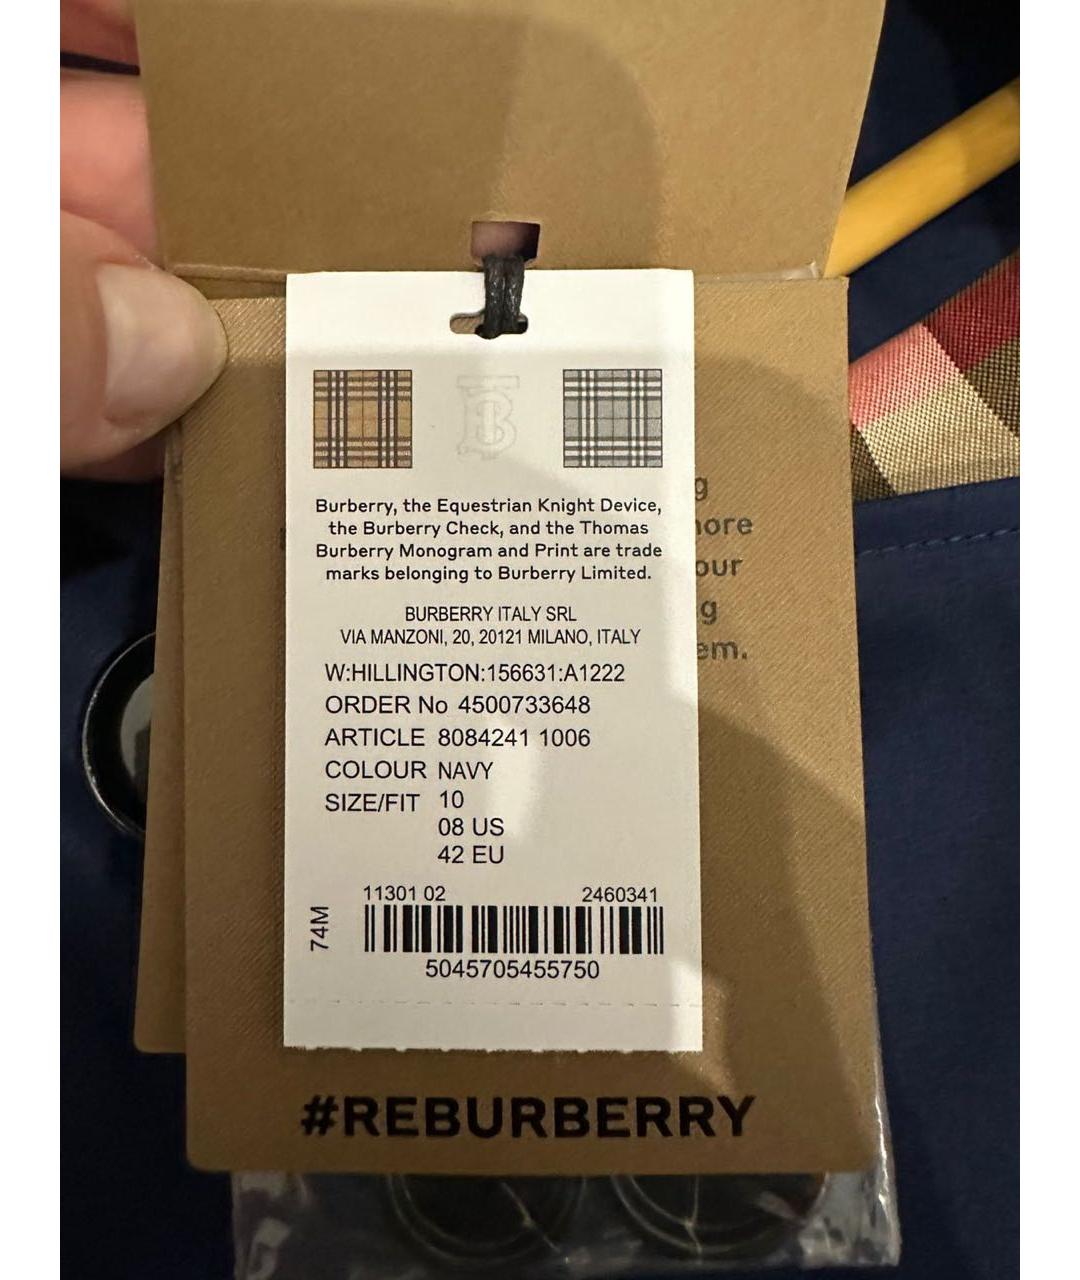 Burberry, the Equestrian Knight Device,
the Burberry Check, and the Thomas
Burberry Monogram and Print are trade
marks belonging to Burberry Limited.
BURBERRY ITALY SRL
VIA MANZONI, 20, 20121 MILANO, ITALY
W:HILLINGTON:156631:A1222
ORDER No 4500733648
ARTICLE 8084241 1006
COLOUR NAVY
SIZE/FIT 10
08 US
42 EU
11301 02 2460341
74M
5045705455750
#REBURBERRY